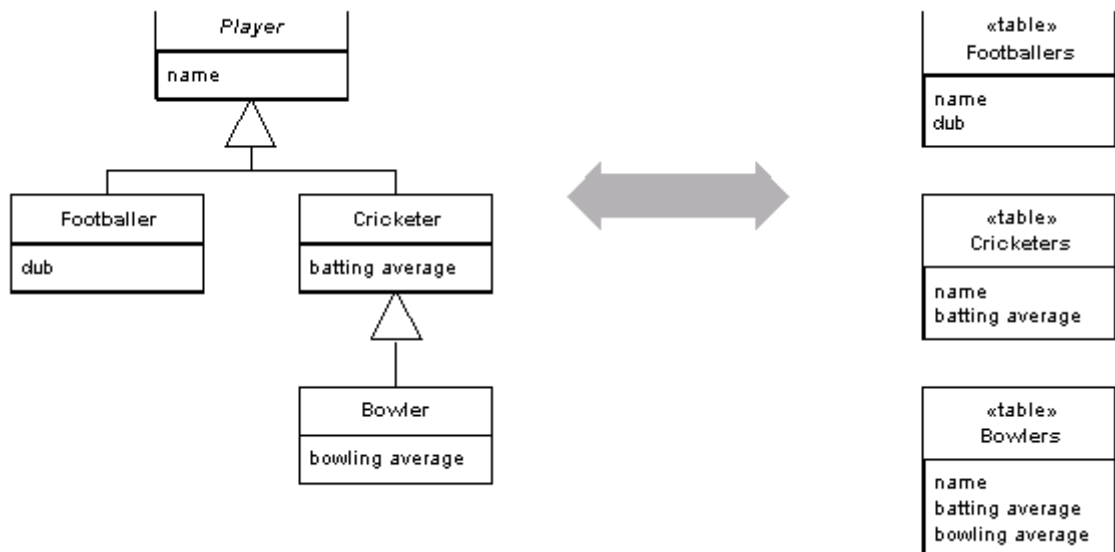 Player
name
Footballer
club
Cricketer
batting average
Bowler
bowling average
«table»
Footballers
name
club
«table»
Cricketers
name
batting average
«table»
Bowlers
name
batting average
bowling average